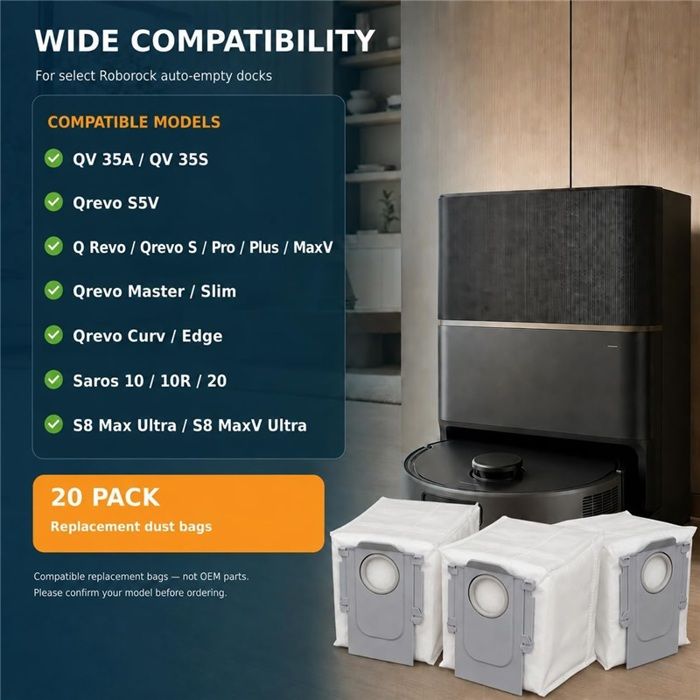 WIDE COMPATIBILITY
For select Roborock auto-empty docks
COMPATIBLE MODELS
QV 35A / QV 35S
Qrevo S5V
Q Revo / Qrevo S / Pro / Plus / MaxV
Qrevo Master / Slim
Qrevo Curv / Edge
Saros 10 / 10R / 20
S8 Max Ultra / S8 MaxV Ultra
20 PACK
Replacement dust bags
Compatible replacement bags — not OEM parts.
Please confirm your model before ordering.